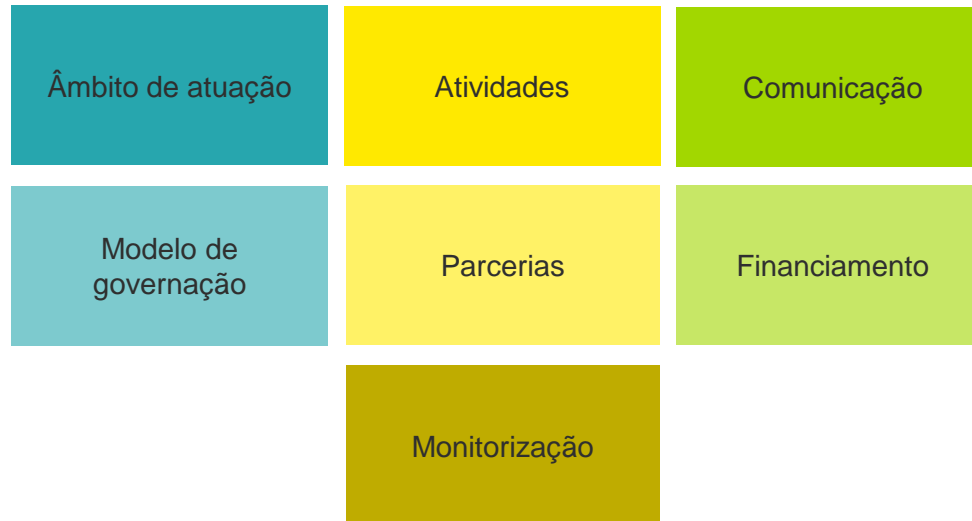 Âmbito de atuação
Atividades
Comunicação
Modelo de
governação
Parcerias
Financiamento
Monitorização